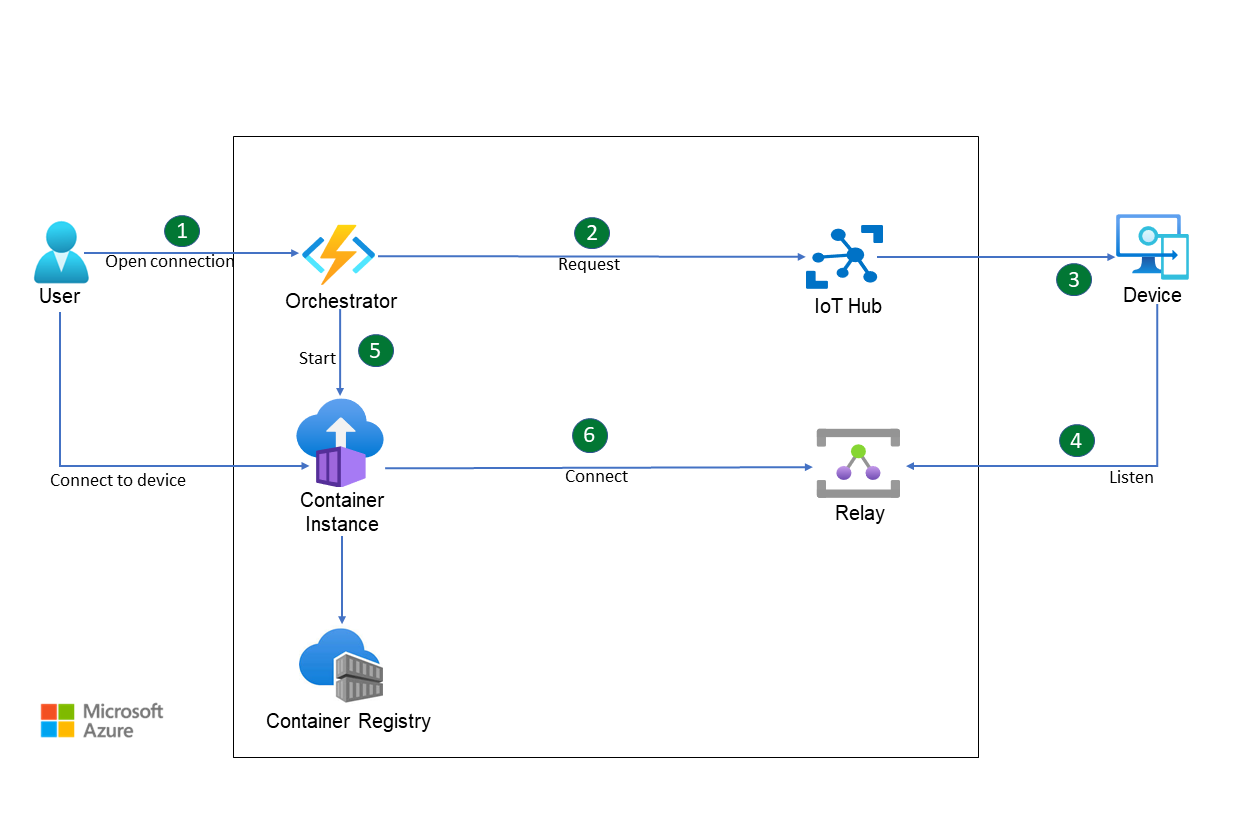 1
2
Open connection
Request
3
User
Orchestrator
IoT Hub
Device
Start
5
6
4
Connect to device
Connect
Listen
Container
Instance
Relay
Container Registry
Microsoft
Azure